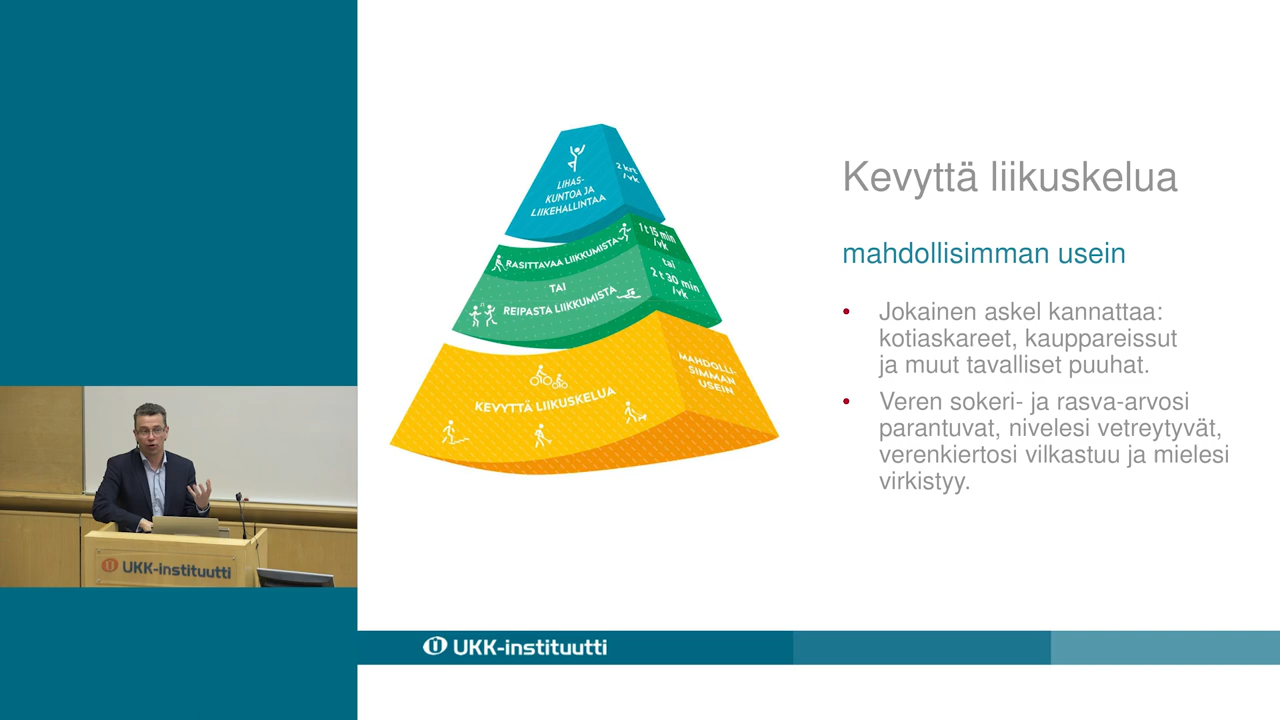 LIHAS-
KUNTOA JA
LIIKEHALLINTAA
2 krt
/vk
RASITTAVAA LIIKKUMISTA
TAI
REIPASTA LIIKKUMISTA
1 t 15 min
/vk
tai
2 t 30 min
/vk
KEVYTTÄ LIIKUSKELUA
MAHDOLLI-
SIMMAN
USEIN
Kevyttä liikuskelua
mahdollisimman usein
• Jokainen askel kannattaa:
kotiaskareet, kauppareissut
ja muut tavalliset puuhat.
• Veren sokeri- ja rasva-arvosi
parantuvat, nivelesi vetreytyvät,
verenkiertosi vilkastuu ja mielesi
virkistyy.
UKK-instituutti
UKK-instituutti